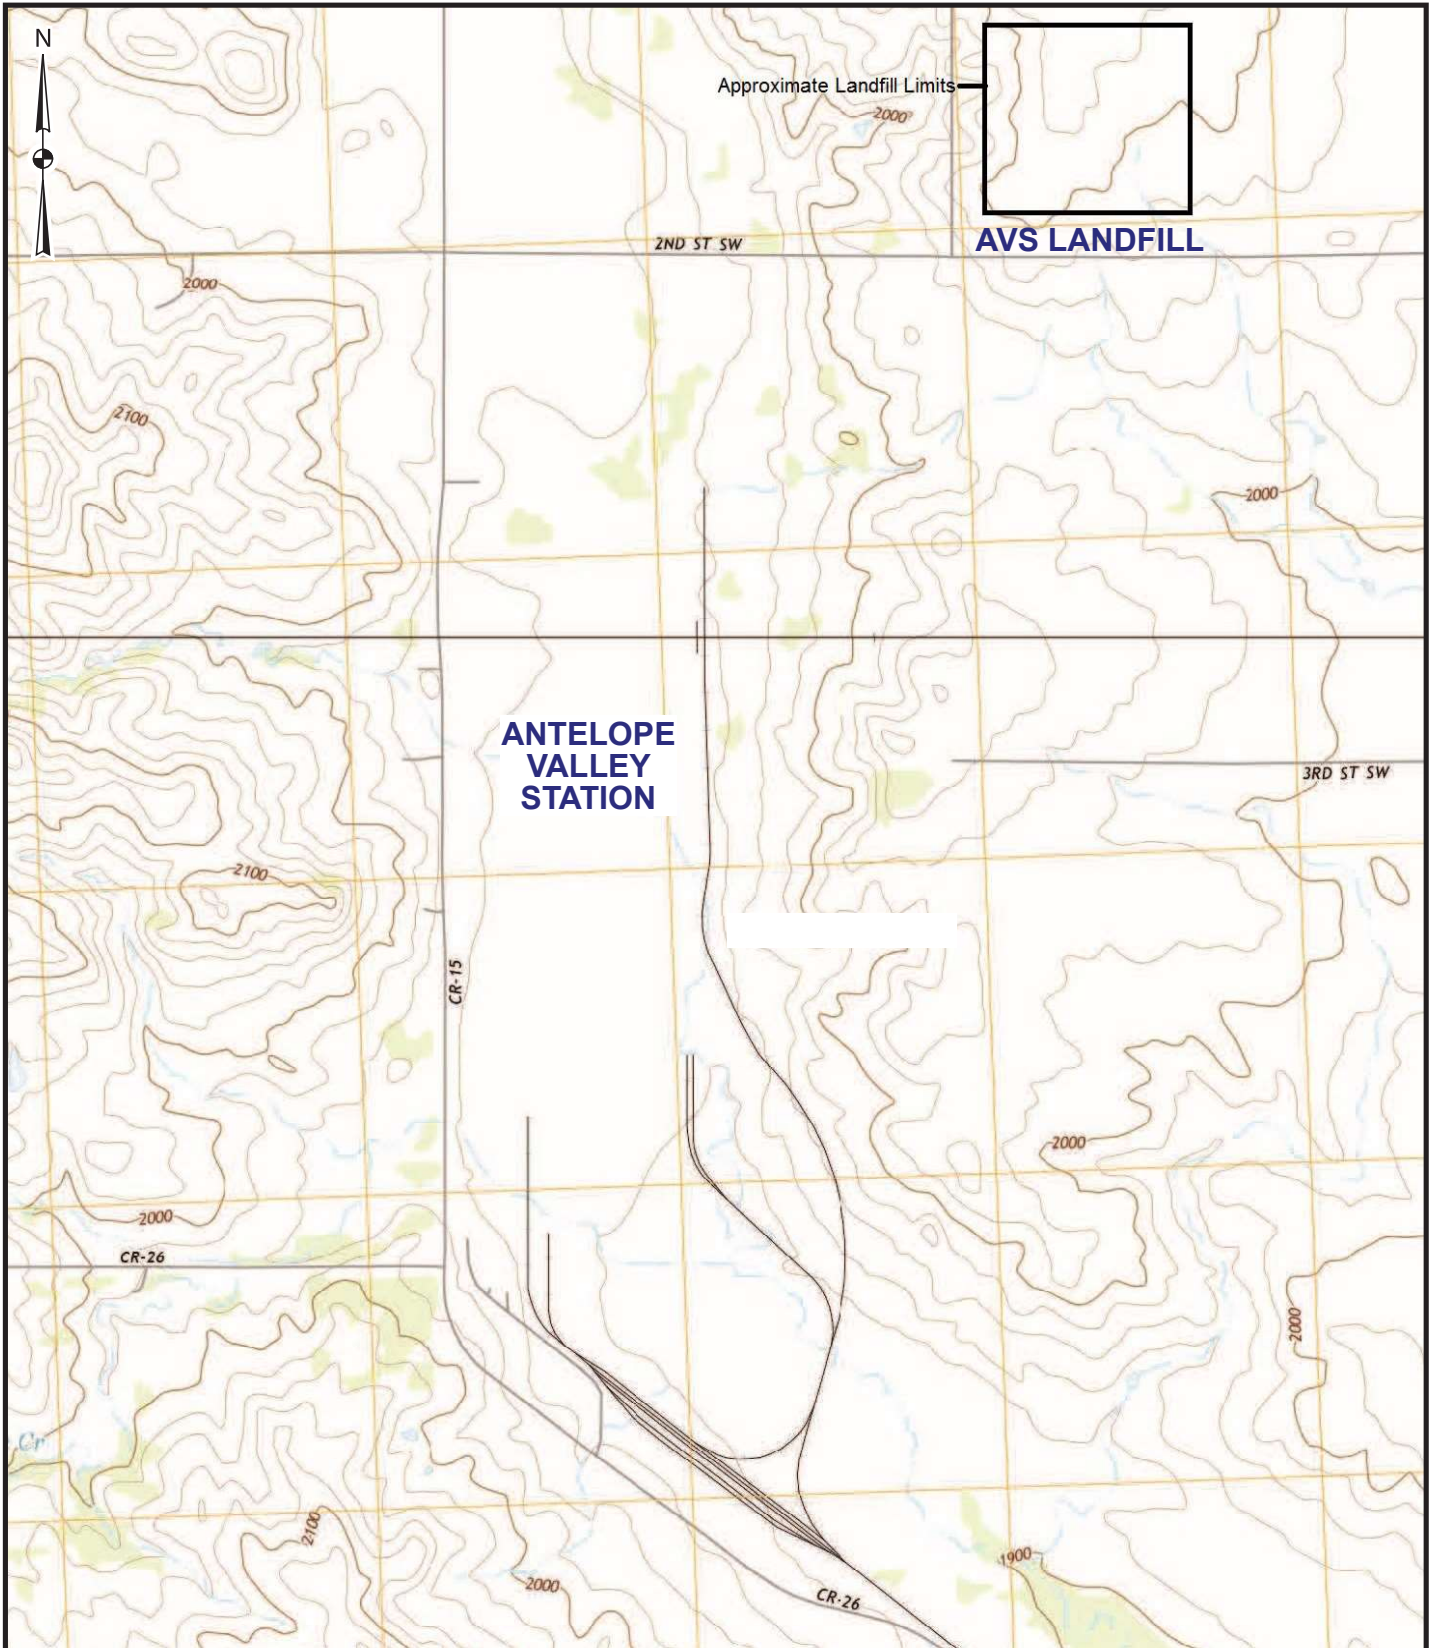 N
Approximate Landfill Limits
2000
AVS LANDFILL
2ND ST SW
2000
2100
2000
ANTELOPE
VALLEY
STATION
3RD ST SW
2100
CR-15
2000
2000
CR-26
2000
Cr
2100
1900
2000
CR-26